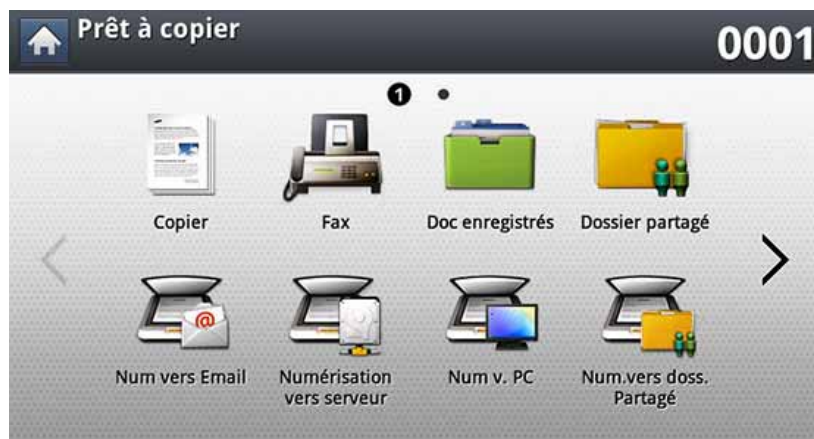 Prêt à copier
0001
1
Copier
Fax
Doc enregistrés
Dossier partagé
Num vers Email
Numérisation
vers serveur
Num v. PC
Num.vers doss.
Partagé